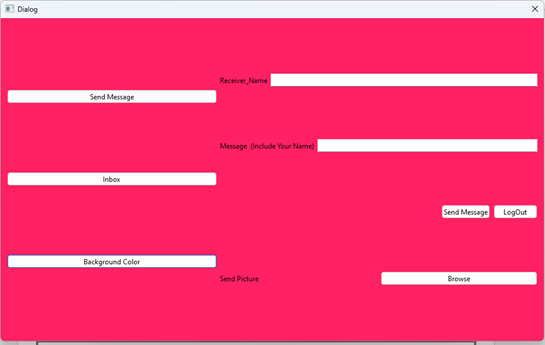 Dialog
Receiver_Name
Send Message
Message (Include Your Name)
Inbox
Send Message
LogOut
Background Color
Send Picture
Browse